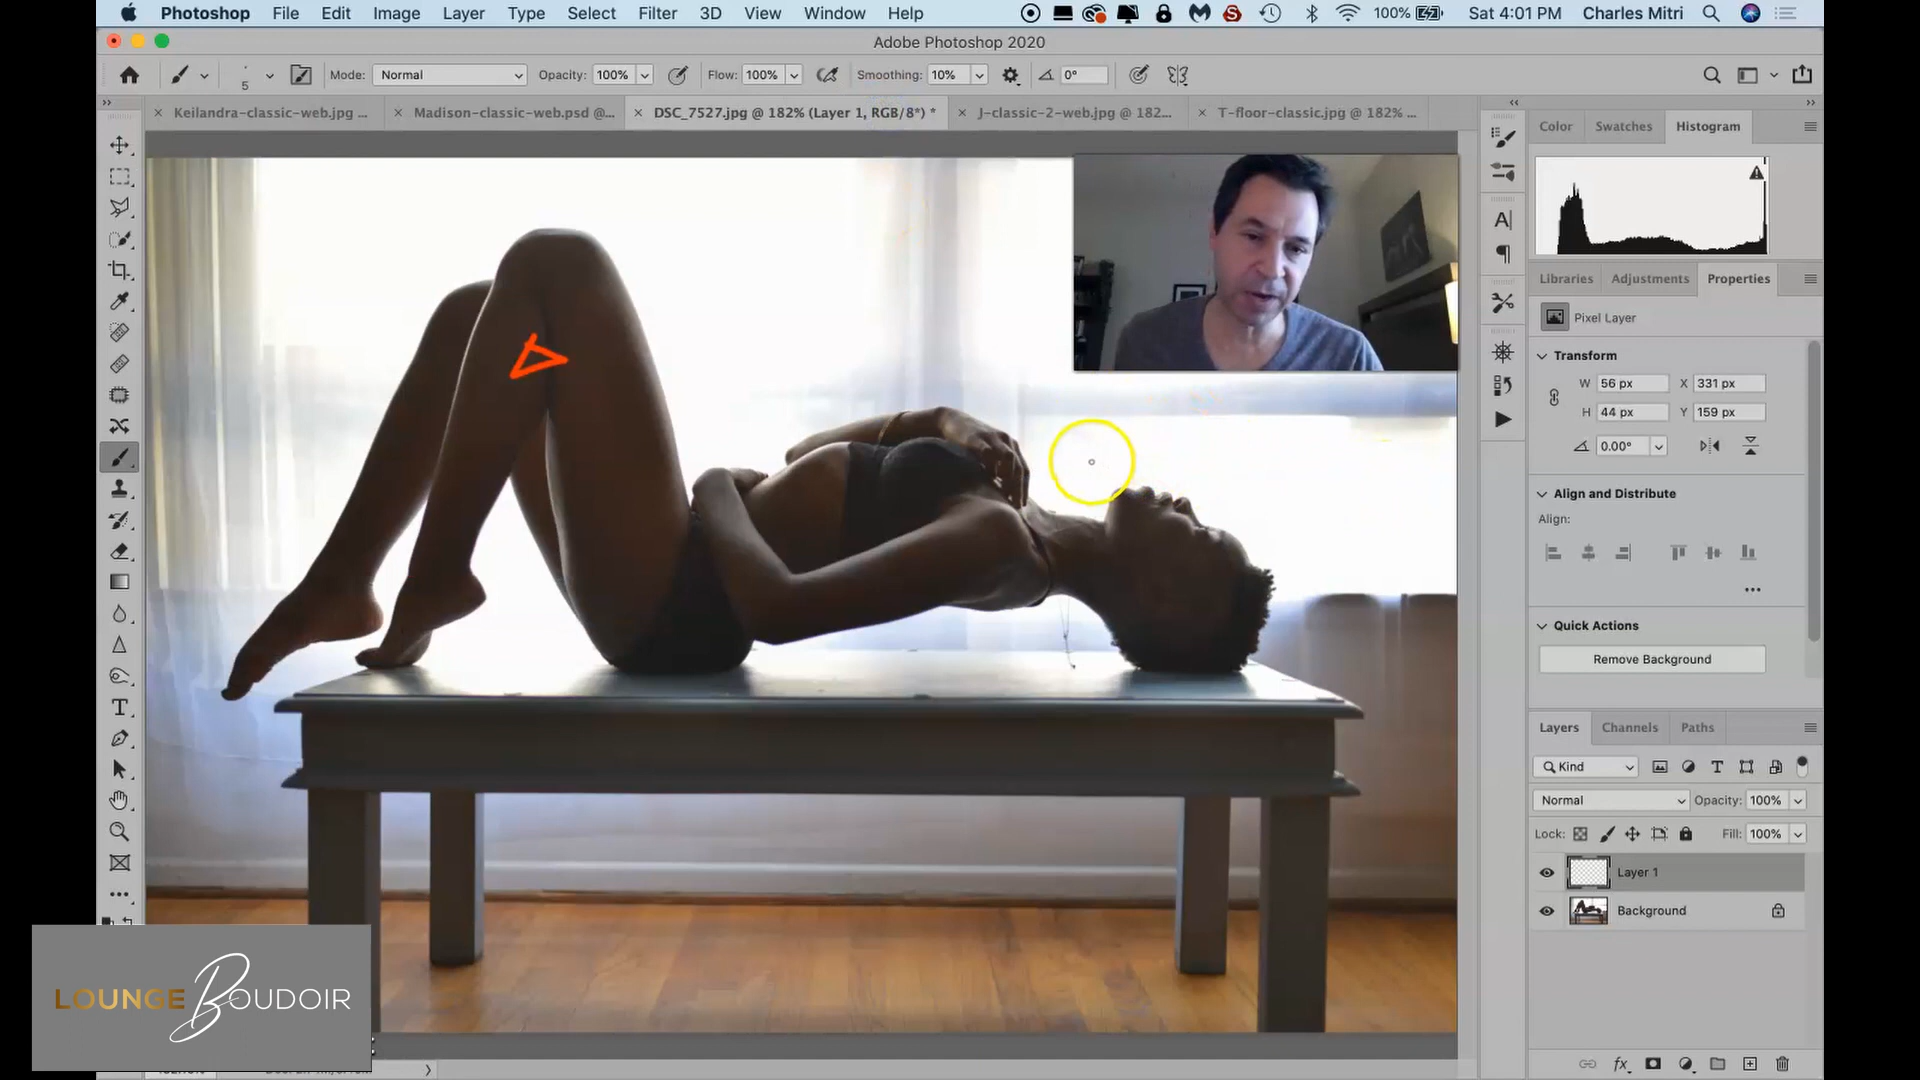 Photoshop File Edit Image Layer Type Select Filter 3D View Window Help 100% Sat 4:01 PM Charles Mitri
Adobe Photoshop 2020
5 Mode: Normal Opacity: 100% Flow: 100% Smoothing: 10% 0°
Keilandra-classic-web.jpg ... Madison-classic-web.psd @... DSC_7527.jpg @ 182% (Layer 1, RGB/8*) * J-classic-2-web.jpg @ 182... T-floor-classic.jpg @ 182% ...
Color Swatches Histogram
Libraries Adjustments Properties
Pixel Layer
Transform
W 56 px X 331 px
H 44 px Y 159 px
0.00°
Align and Distribute
Align:
Quick Actions
Remove Background
Layers Channels Paths
Kind
Normal Opacity: 100%
Lock: Fill: 100%
Layer 1
Background
LOUNGE BOUDOIR